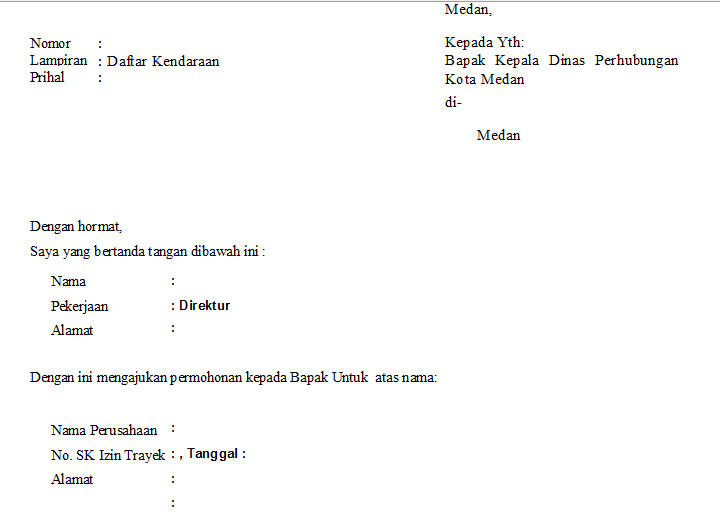 Medan,
Nomor :
Lampiran : Daftar Kendaraan
Prihal :
Kepada Yth:
Bapak Kepala Dinas Perhubungan
Kota Medan
di-
Medan
Dengan hormat,
Saya yang bertanda tangan dibawah ini :
Nama :
Pekerjaan : Direktur
Alamat :
Dengan ini mengajukan permohonan kepada Bapak Untuk atas nama:
Nama Perusahaan :
No. SK Izin Trayek : , Tanggal :
Alamat :
: